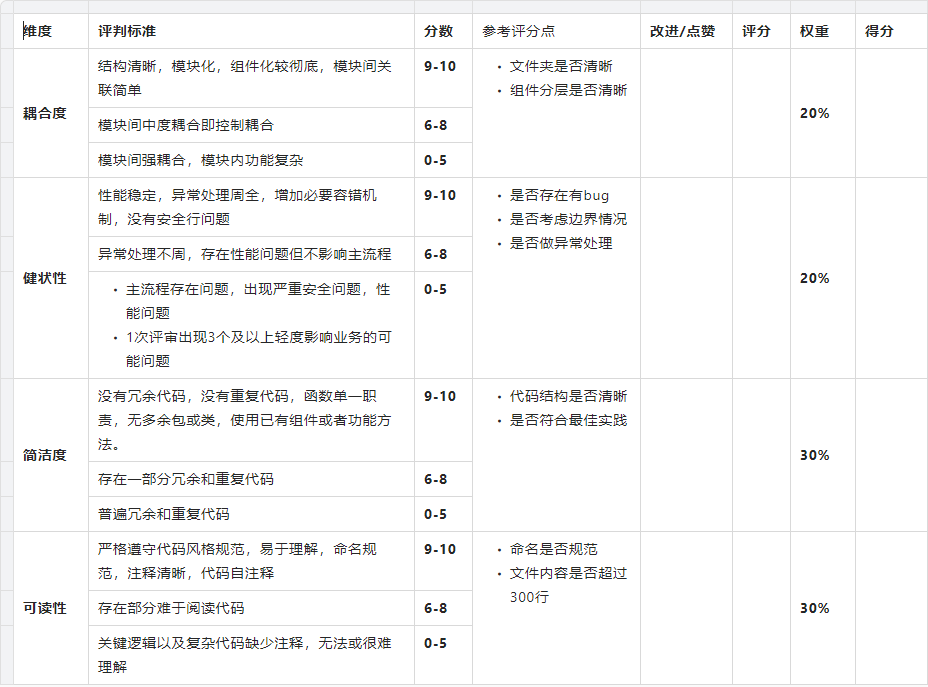 维度 评判标准 分数 参考评分点 改进/点赞 评分 权重 得分
耦合度
结构清晰，模块化，组件化较彻底，模块间关
联简单
9-10
模块间中度耦合即控制耦合
6-8
模块间强耦合，模块内功能复杂
0-5
• 文件夹是否清晰
• 组件分层是否清晰
20%
健状性
性能稳定，异常处理周全，增加必要容错机
制，没有安全行问题
9-10
异常处理不周，存在性能问题但不影响主流程
6-8
• 主流程存在问题，出现严重安全问题，性
能问题
• 1次评审出现3个及以上轻度影响业务的可
能问题
0-5
• 是否存在有bug
• 是否考虑边界情况
• 是否做异常处理
20%
简洁度
没有冗余代码，没有重复代码，函数单一职
责，无多余包或类，使用已有组件或者功能方
法。
9-10
存在一部分冗余和重复代码
6-8
普遍冗余和重复代码
0-5
• 代码结构是否清晰
• 是否符合最佳实践
30%
可读性
严格遵守代码风格规范，易于理解，命名规
范，注释清晰，代码自注释
9-10
存在部分难于阅读代码
6-8
关键逻辑以及复杂代码缺少注释，无法或很难
理解
0-5
• 命名是否规范
• 文件内容是否超过
300行
30%